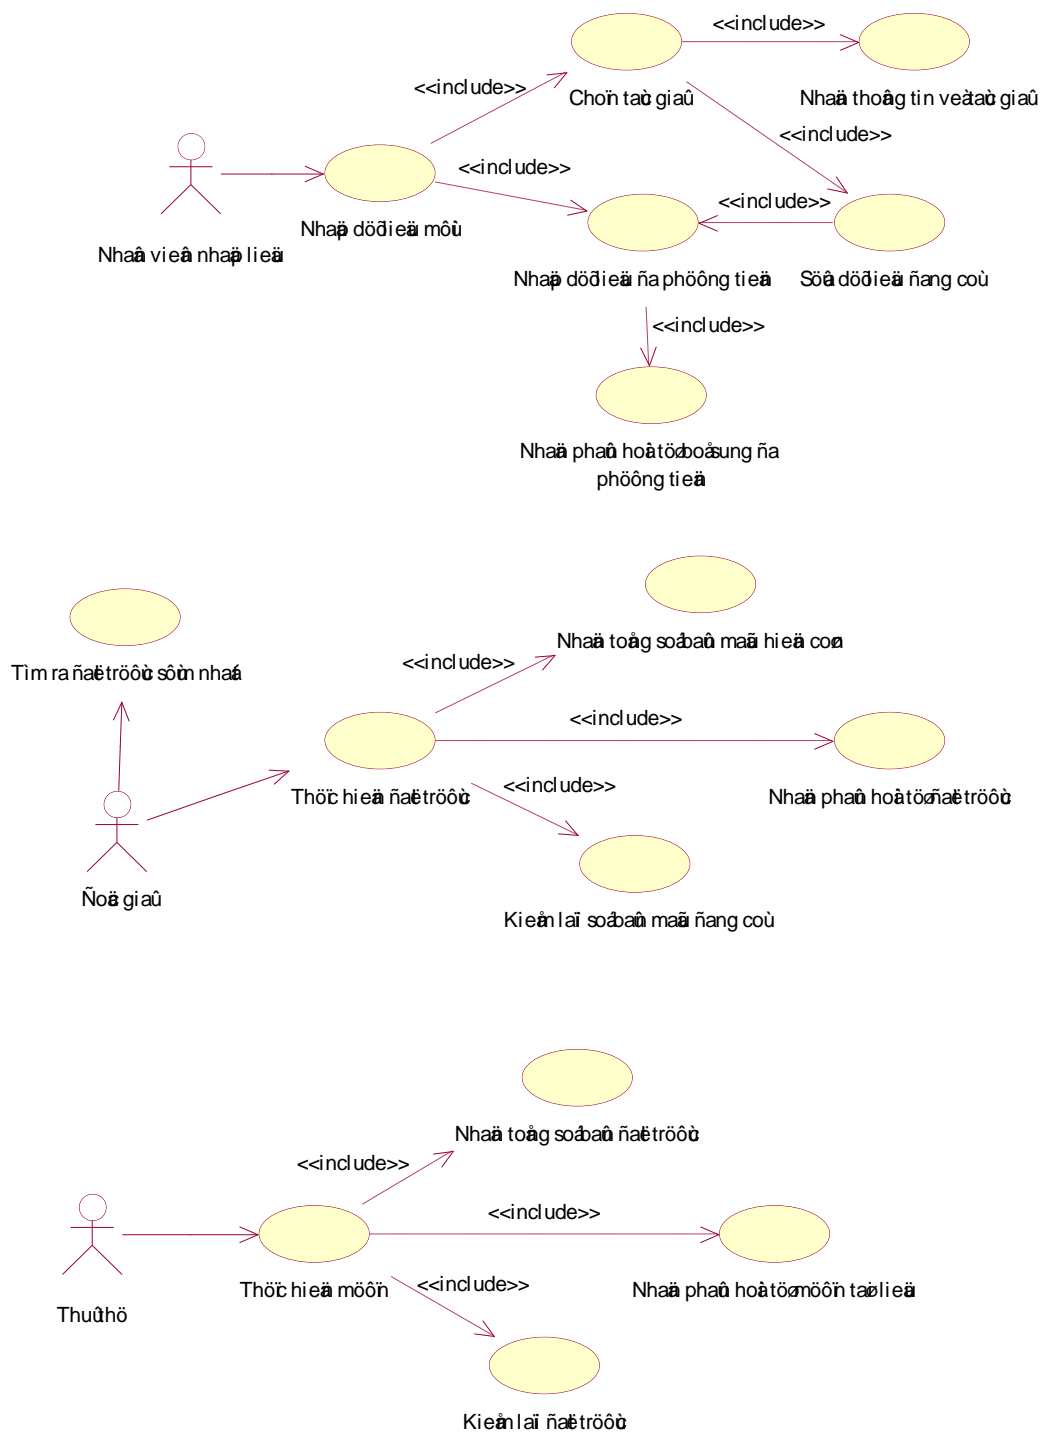 <<include>>
<<include>>
Choïn taùc giaû
Nhaän thoâng tin veà taùc giaû
<<include>>
<<include>>
<<include>>
Nhaäp döõ lieäu môùi
Nhaân vieân nhaäp lieäu
Nhaäp döõ lieäu ña phöông tieän
Söûa döõ lieäu ñang coù
<<include>>
Nhaän phaûn hoài töø boå sung ña
phöông tieän
Nhaän toång soá baûn maãu hieän coøn
<<include>>
Tìm ra ñaët tröôùc sôùm nhaát
<<include>>
<<include>>
Thöïc hieän ñaët tröôùc
Nhaän phaûn hoài töø ñaët tröôùc
Ñoäc giaû
Kieåm laïi soá baûn maãu ñang coù
Nhaän toång soá baûn ñaët tröôùc
<<include>>
<<include>>
<<include>>
Thöïc hieän möôïn
Nhaän phaûn hoài töø möôïn taøi lieäu
Thuû thö
Kieåm laïi ñaët tröôùc